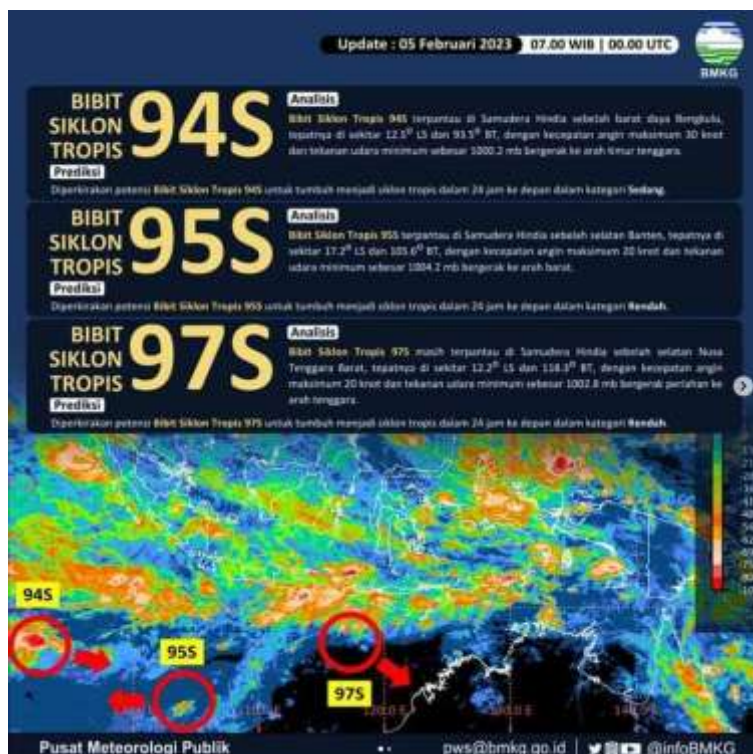 Update : 05 Februari 2023 07.00 WIB | 00.00 UTC
BMKG
BIBIT
SIKLON
TROPIS
94S
Analisis
Bibit Siklon Tropis 94S terpantau di Samudera Hindia sebelah barat daya Bengkulu,
tepatnya di sekitar 12.5° LS dan 93.5° BT, dengan kecepatan angin maksimum 30 knot
dan tekanan udara minimum sebesar 1000.2 mb bergerak ke arah timur tenggara.
Prediksi
Diperkirakan potensi Bibit Siklon Tropis 94S untuk tumbuh menjadi siklon tropis dalam 24 jam ke depan dalam kategori Sedang.
BIBIT
SIKLON
TROPIS
95S
Analisis
Bibit Siklon Tropis 95S terpantau di Samudera Hindia sebelah selatan Banten, tepatnya di
sekitar 17.2° LS dan 105.6° BT, dengan kecepatan angin maksimum 20 knot dan tekanan
udara minimum sebesar 1004.2 mb bergerak ke arah barat.
Prediksi
Diperkirakan potensi Bibit Siklon Tropis 95S untuk tumbuh menjadi siklon tropis dalam 24 jam ke depan dalam kategori Rendah.
BIBIT
SIKLON
TROPIS
97S
Analisis
Bibit Siklon Tropis 97S masih terpantau di Samudera Hindia sebelah selatan Nusa
Tenggara Barat, tepatnya di sekitar 12.2° LS dan 118.3° BT, dengan kecepatan angin
maksimum 20 knot dan tekanan udara minimum sebesar 1002.8 mb bergerak perlahan ke
arah tenggara.
Prediksi
Diperkirakan potensi Bibit Siklon Tropis 97S untuk tumbuh menjadi siklon tropis dalam 24 jam ke depan dalam kategori Rendah.
94S
95S
97S
120.0 E
Pusat Meteorologi Publik
pws@bmkg.go.id | @infoBMKG